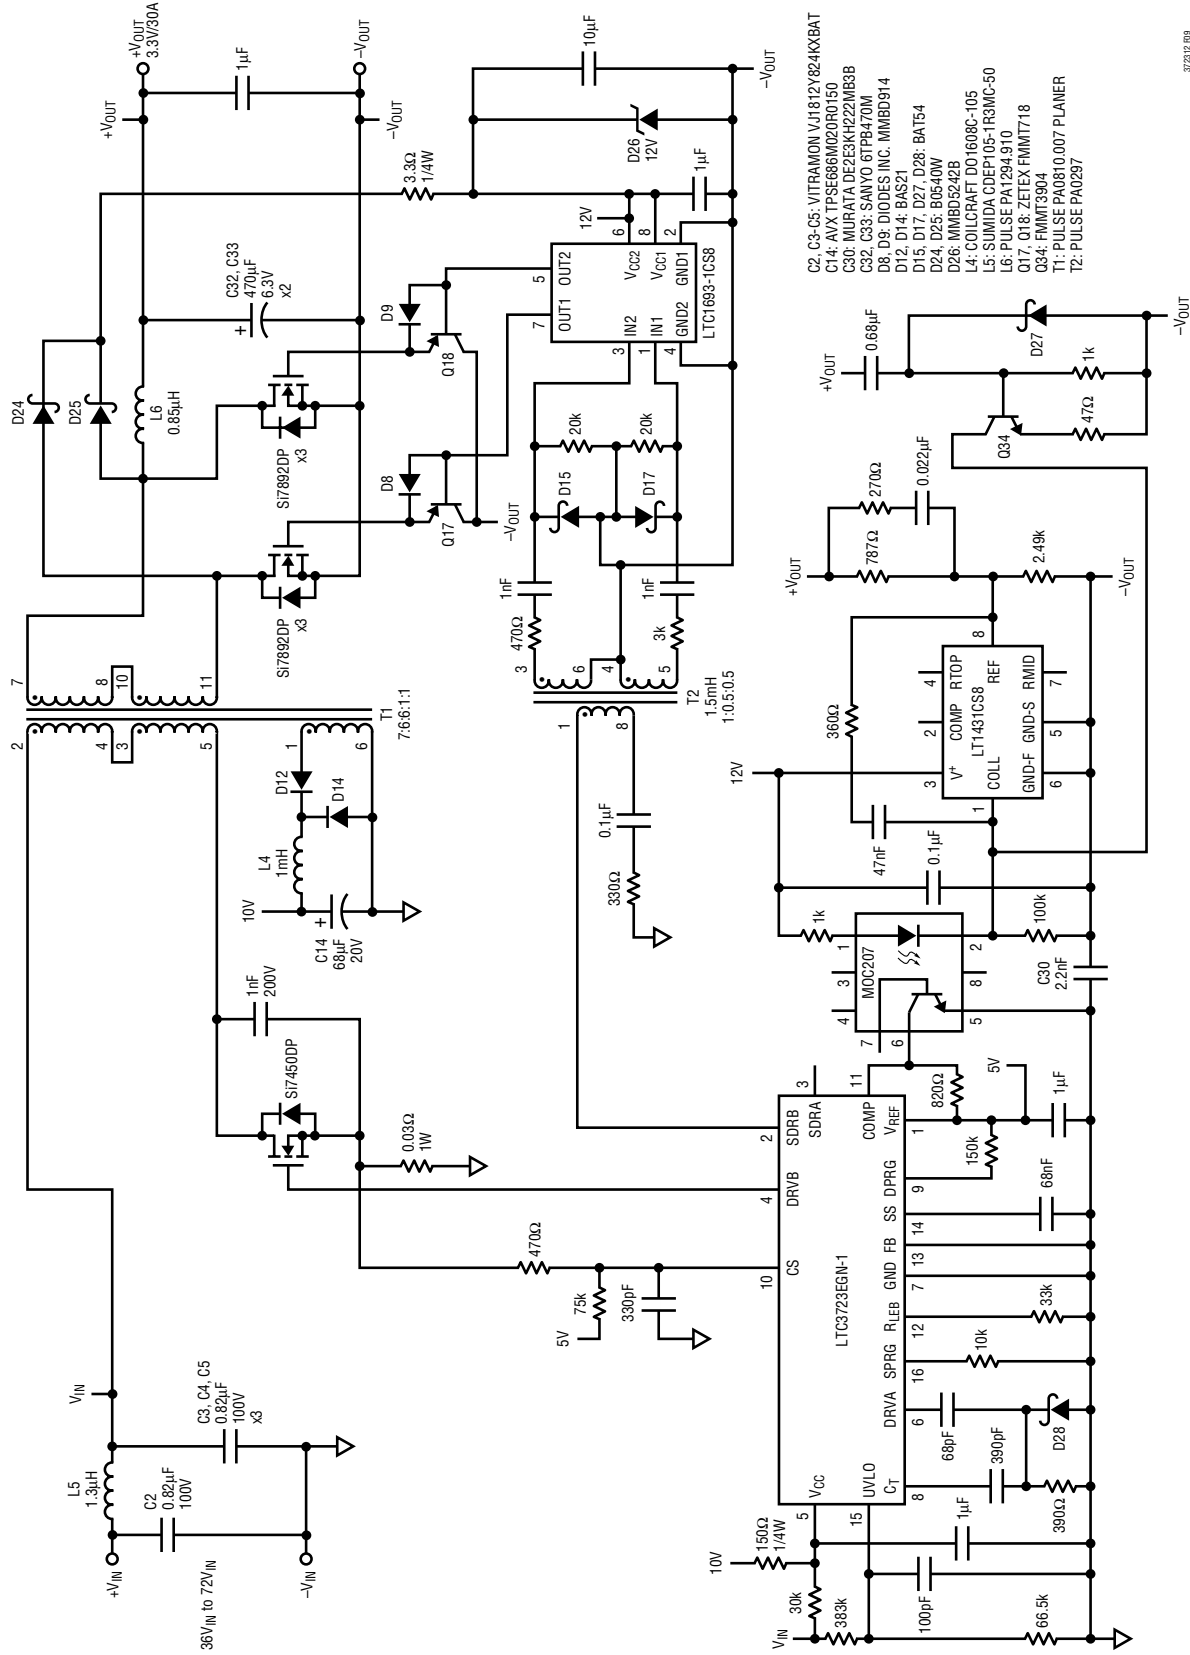 +VIN
36VIN to 72VIN
−VIN
L5
1.3µH
C2
0.82µF
100V
VIN
C3, C4, C5
0.82µF
100V
x3
Si7450DP
1nF
200V
0.03Ω
1W
470Ω
75k
5V
330pF
10V
C14
68µF
20V
+
L4
1mH
D12
D14
2
4
3
5
1
6
7
8
10
11
T1
7:6:6:1:1
Si7892DP
x3
Si7892DP
x3
D24
D25
L6
0.85µH
C32, C33
470µF
6.3V
x2
+
+VOUT
+VOUT
3.3V/30A
1µF
−VOUT
−VOUT
D8
Q17
−VOUT
D9
Q18
3.3Ω
1/4W
D26
12V
10µF
−VOUT
1µF
12V
7
OUT1
5
OUT2
6
VCC2
8
VCC1
2
GND1
3
IN2
1
IN1
4
GND2
LTC1693-1CS8
20k
20k
D15
D17
1nF
1nF
470Ω
3k
3
6
4
5
1
8
T2
1.5mH
1:0.5:0.5
0.1µF
330Ω
10V
150Ω
1/4W
VIN
30k
383k
66.5k
100pF
1µF
5
VCC
15
UVLO
8
CT
6
DRVA
16
SPRG
12
RLEB
7
GND
13
FB
14
SS
9
DPRG
1
VREF
11
COMP
3
SDRA
2
SDRB
4
DRVB
10
CS
LTC3723EGN-1
390pF
390Ω
68pF
D28
10k
33k
68nF
150k
820Ω
5V
1µF
MOC207
1
2
3
4
5
6
7
8
1k
100k
C30
2.2nF
0.1µF
47nF
360Ω
12V
3
V+
2
COMP
4
RTOP
8
REF
1
COLL
6
GND-F
5
GND-S
7
RMID
LT1431CS8
+VOUT
787Ω
270Ω
0.022µF
2.49k
−VOUT
+VOUT
0.68µF
Q34
D27
1k
47Ω
−VOUT
C2, C3-C5: VITRAMON VJ1812Y824KXBAT
C14: AVX TPSE686M020R0150
C30: MURATA DE2E3KH222MB3B
C32, C33: SANYO 6TPB470M
D8, D9: DIODES INC. MMBD914
D12, D14: BAS21
D15, D17, D27, D28: BAT54
D24, D25: B0540W
D26: MMBD5242B
L4: COILCRAFT DO1608C-105
L5: SUMIDA CDEP105-1R3MC-50
L6: PULSE PA1294.910
Q17, Q18: ZETEX FMMT718
Q34: FMMT3904
T1: PULSE PA0810.007 PLANER
T2: PULSE PA0297
372312 F09